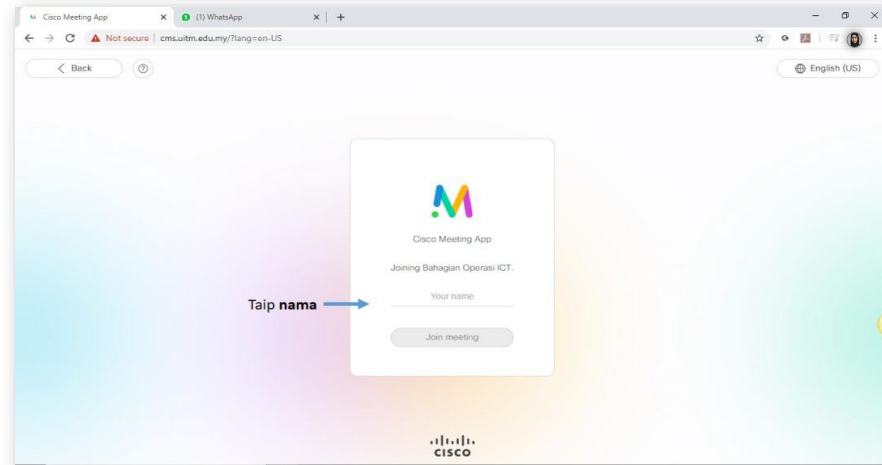 Cisco Meeting App
(1) WhatsApp
Not secure | cms.uitm.edu.my/?lang=en-US
Back
English (US)
Cisco Meeting App
Joining Bahagian Operasi ICT.
Your name
Taip nama
Join meeting
CISCO